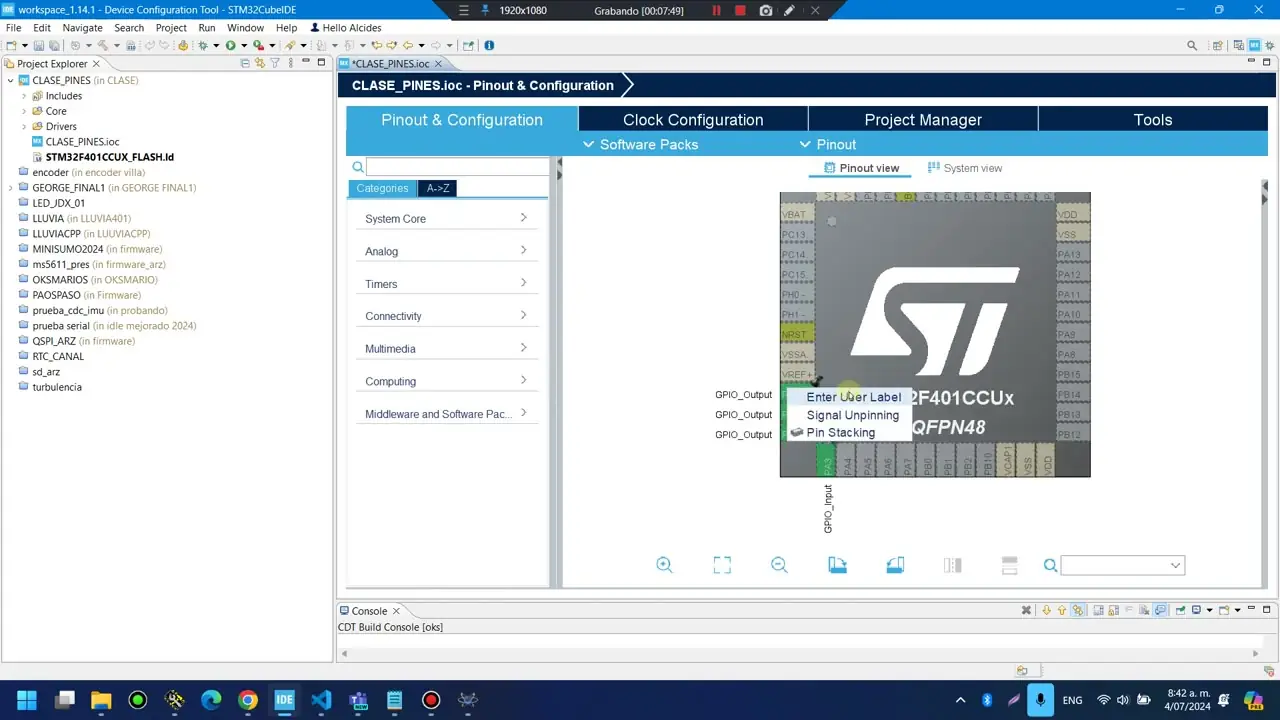 workspace_1.14.1 - Device Configuration Tool - STM32CubeIDE
1920x1080
Grabando [00:07:49]
File Edit Navigate Search Project Run Window Help Hello Alcides
Project Explorer
CLASE_PINES (in CLASE)
Includes
Core
Drivers
CLASE_PINES.ioc
STM32F401CCUX_FLASH.ld
encoder (in encoder villa)
GEORGE_FINAL1 (in GEORGE FINAL1)
LED_JDX_01
LLUVIA (in LLUVIA401)
LLUVIACPP (in LUUVIACPP)
MINISUMO2024 (in firmware)
ms5611_pres (in firmware_arz)
OKSMARIOS (in OKSMARIO)
PAOSPASO (in Firmware)
prueba_cdc_imu (in probando)
prueba serial (in idle mejorado 2024)
QSPI_ARZ (in firmware)
RTC_CANAL
sd_arz
turbulencia
*CLASE_PINES.ioc
CLASE_PINES.ioc - Pinout & Configuration
Pinout & Configuration
Clock Configuration
Project Manager
Tools
Software Packs
Pinout
Pinout view
System view
Categories
A->Z
System Core
Analog
Timers
Connectivity
Multimedia
Computing
Middleware and Software Pac...
VBAT
PC13.
PC14.
PC15.
PH0 -
PH1 -
NRST
VSSA.
VREF+
VDD
VSS
PA13
PA12
PA11
PA10
PA9
PA8
PB15
PB14
PB13
PB12
GPIO_Output
GPIO_Output
GPIO_Output
Enter User Label
Signal Unpinning
Pin Stacking
2F401CCUx
QFPN48
PA3
PA4
PA5
PA6
PA7
PB0
PB1
PB2
PB10
VCAP1
VSS
VDD
GPIO_Input
Console
CDT Build Console [oks]
IDE
ENG
8:42 a. m.
4/07/2024